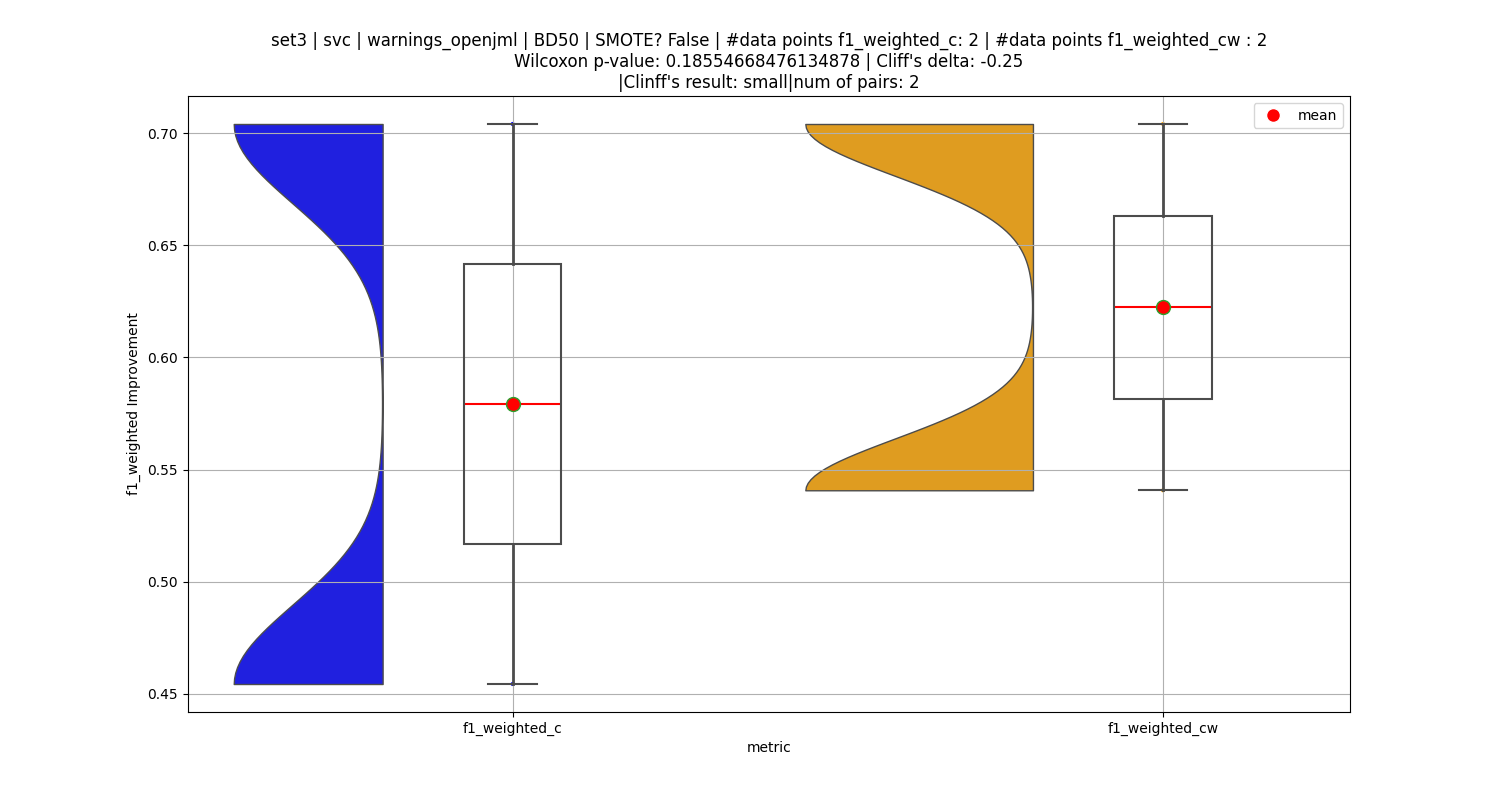 set3 | svc | warnings_openjml | BD50 | SMOTE? False | #data points f1_weighted_c: 2 | #data points f1_weighted_cw : 2
Wilcoxon p-value: 0.18554668476134878 | Cliff's delta: -0.25
|Clinff's result: small|num of pairs: 2
mean
0.70
0.65
0.60
0.55
0.50
0.45
f1_weighted Improvement
f1_weighted_c
f1_weighted_cw
metric